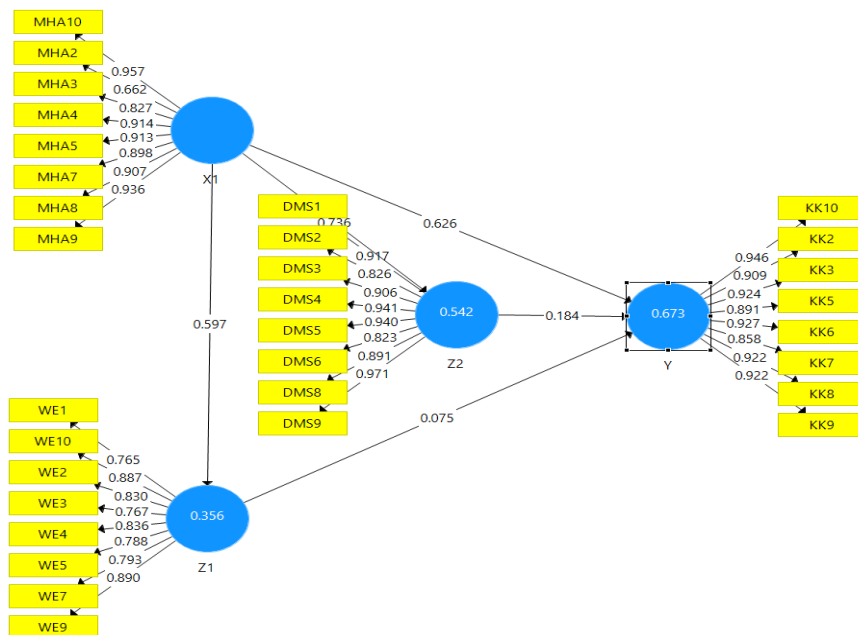 MHA10
MHA2
MHA3
MHA4
MHA5
MHA7
MHA8
MHA9
0.957
0.662
0.827
0.914
0.913
0.898
0.907
0.936
X1
DMS1
DMS2
DMS3
DMS4
DMS5
DMS6
DMS8
DMS9
0.736
0.917
0.826
0.906
0.941
0.940
0.823
0.891
0.971
0.626
0.542
Z2
0.184
0.673
Y
KK10
KK2
KK3
KK5
KK6
KK7
KK8
KK9
0.946
0.909
0.924
0.891
0.927
0.858
0.922
0.922
0.597
0.075
WE1
WE10
WE2
WE3
WE4
WE5
WE7
WE9
0.765
0.887
0.830
0.767
0.836
0.788
0.793
0.890
0.356
Z1